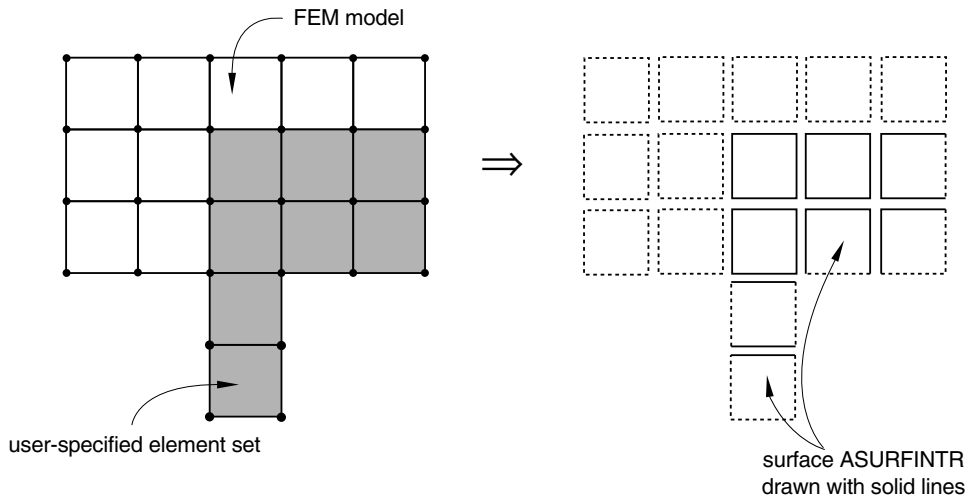 FEM model
⇒
user-specified element set
surface ASURFINTR
drawn with solid lines